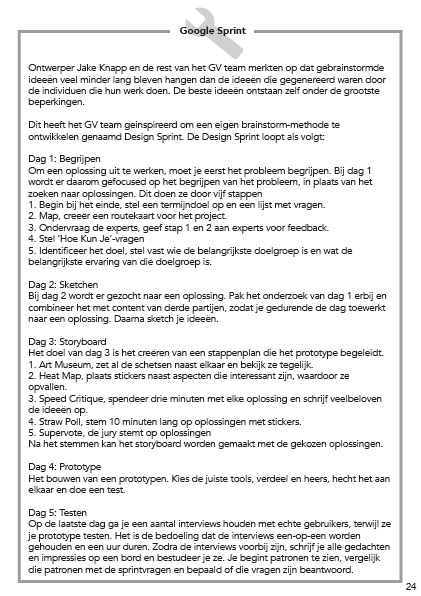 Google Sprint
Ontwerper Jake Knapp en de rest van het GV team merkten op dat gebrainstormde
ideeën veel minder lang bleven hangen dan de ideeën die gegenereerd waren door
de individuen die hun werk doen. De beste ideeën ontstaan zelf onder de grootste
beperkingen.
Dit heeft het GV team geinspireerd om een eigen brainstorm-methode te
ontwikkelen genaamd Design Sprint. De Design Sprint loopt als volgt:
Dag 1: Begrijpen
Om een oplossing uit te werken, moet je eerst het probleem begrijpen. Bij dag 1
wordt er daarom gefocused op het begrijpen van het probleem, in plaats van het
zoeken naar oplossingen. Dit doen ze door vijf stappen
1. Begin bij het einde, stel een termijndoel op en een lijst met vragen.
2. Map, creeër een routekaart voor het project.
3. Ondervraag de experts, geef stap 1 en 2 aan experts voor feedback.
4. Stel ‘Hoe Kun Je’-vragen
5. Identificeer het doel, stel vast wie de belangrijkste doelgroep is en wat de
belangrijkste ervaring van die doelgroep is.
Dag 2: Sketchen
Bij dag 2 wordt er gezocht naar een oplossing. Pak het onderzoek van dag 1 erbij en
combineer het met content van derde partijen, zodat je gedurende de dag toewerkt
naar een oplossing. Daarna sketch je ideeën.
Dag 3: Storyboard
Het doel van dag 3 is het creëren van een stappenplan die het prototype begeleidt.
1. Art Museum, zet al de schetsen naast elkaar en bekijk ze tegelijk.
2. Heat Map, plaats stickers naast aspecten die interessant zijn, waardoor ze
opvallen.
3. Speed Critique, spendeer drie minuten met elke oplossing en schrijf veelbeloven
de ideeën op.
4. Straw Poll, stem 10 minuten lang op oplossingen met stickers.
5. Supervote, de jury stemt op oplossingen
Na het stemmen kan het storyboard worden gemaakt met de gekozen oplossingen.
Dag 4: Prototype
Het bouwen van een prototypen. Kies de juiste tools, verdeel en heers, hecht het aan
elkaar en doe een test.
Dag 5: Testen
Op de laatste dag ga je een aantal interviews houden met echte gebruikers, terwijl ze
je prototype testen. Het is de bedoeling dat de interviews een-op-een worden
gehouden en een uur duren. Zodra de interviews voorbij zijn, schrijf je alle gedachten
en impressies op een bord en bestudeer je ze. Je begint patronen te zien, vergelijk
die patronen met de sprintvragen en bepaald of die vragen zijn beantwoord.
24